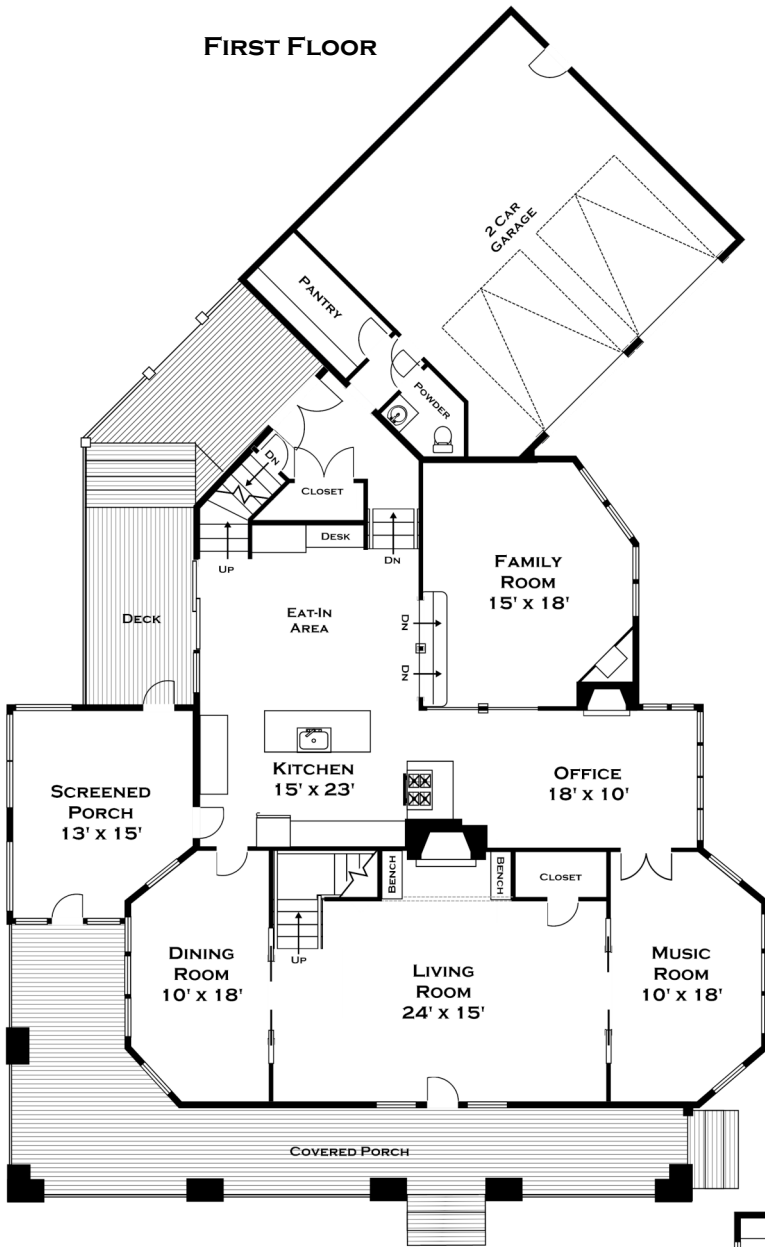 First Floor
2 Car
Garage
Pantry
Powder
Dn
Closet
Desk
Up
Dn
Family
Room
15' x 18'
Eat-In
Area
Deck
Dn
Dn
Kitchen
15' x 23'
Office
18' x 10'
Screened
Porch
13' x 15'
Bench
Bench
Closet
Up
Dining
Room
10' x 18'
Living
Room
24' x 15'
Music
Room
10' x 18'
Covered Porch